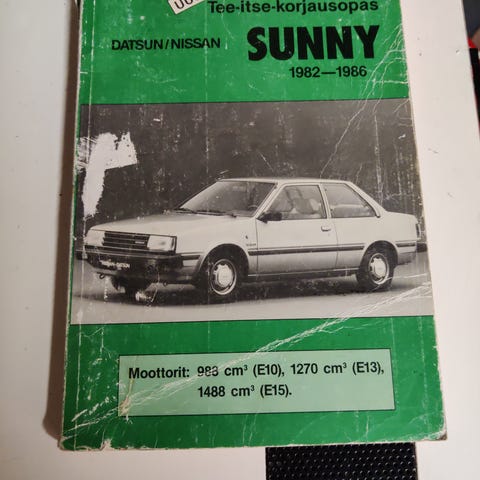 Tee-itse-korjausopas
DATSUN/NISSAN SUNNY
1982—1986
Moottorit: 988 cm³ (E10), 1270 cm³ (E13),
1488 cm³ (E15).